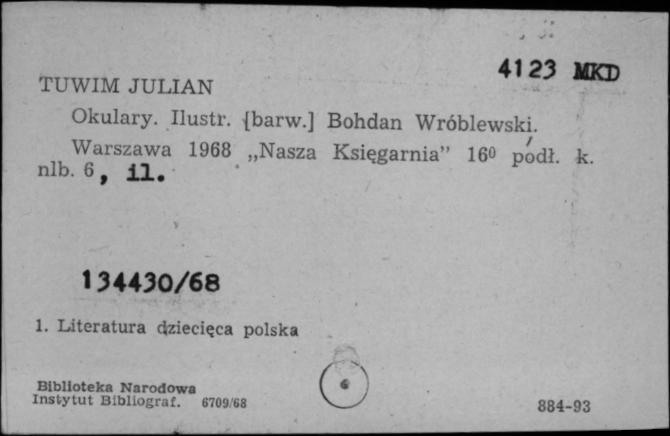 4123 MKD
TUWIM JULIAN
Okulary. Ilustr. [barw.] Bohdan Wróblewski.
Warszawa 1968 „Nasza Księgarnia” 16⁰ podł. k.
nlb. 6, il.
134430/68
1. Literatura dziecięca polska
6
Biblioteka Narodowa
Instytut Bibliograf. 6709/68
884-93